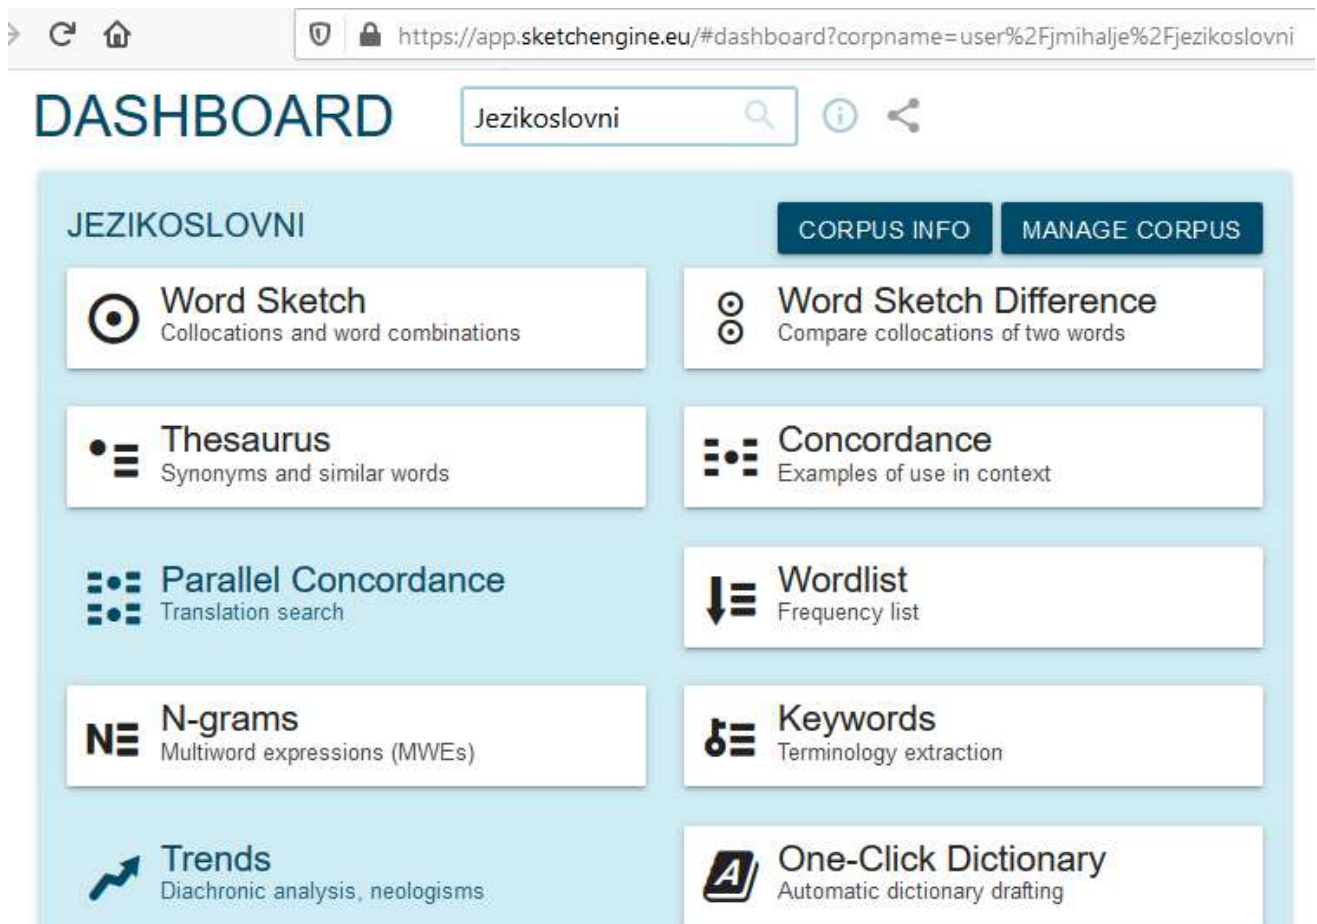 https://app.sketchengine.eu/#dashboard?corpname=user%2Fjmihalje%2Fjezikoslovni
DASHBOARD
Jezikoslovni
JEZIKOSLOVNI
CORPUS INFO
MANAGE CORPUS
Word Sketch
Collocations and word combinations
Word Sketch Difference
Compare collocations of two words
Thesaurus
Synonyms and similar words
Concordance
Examples of use in context
Parallel Concordance
Translation search
Wordlist
Frequency list
N-grams
Multiword expressions (MWEs)
Keywords
Terminology extraction
Trends
Diachronic analysis, neologisms
One-Click Dictionary
Automatic dictionary drafting